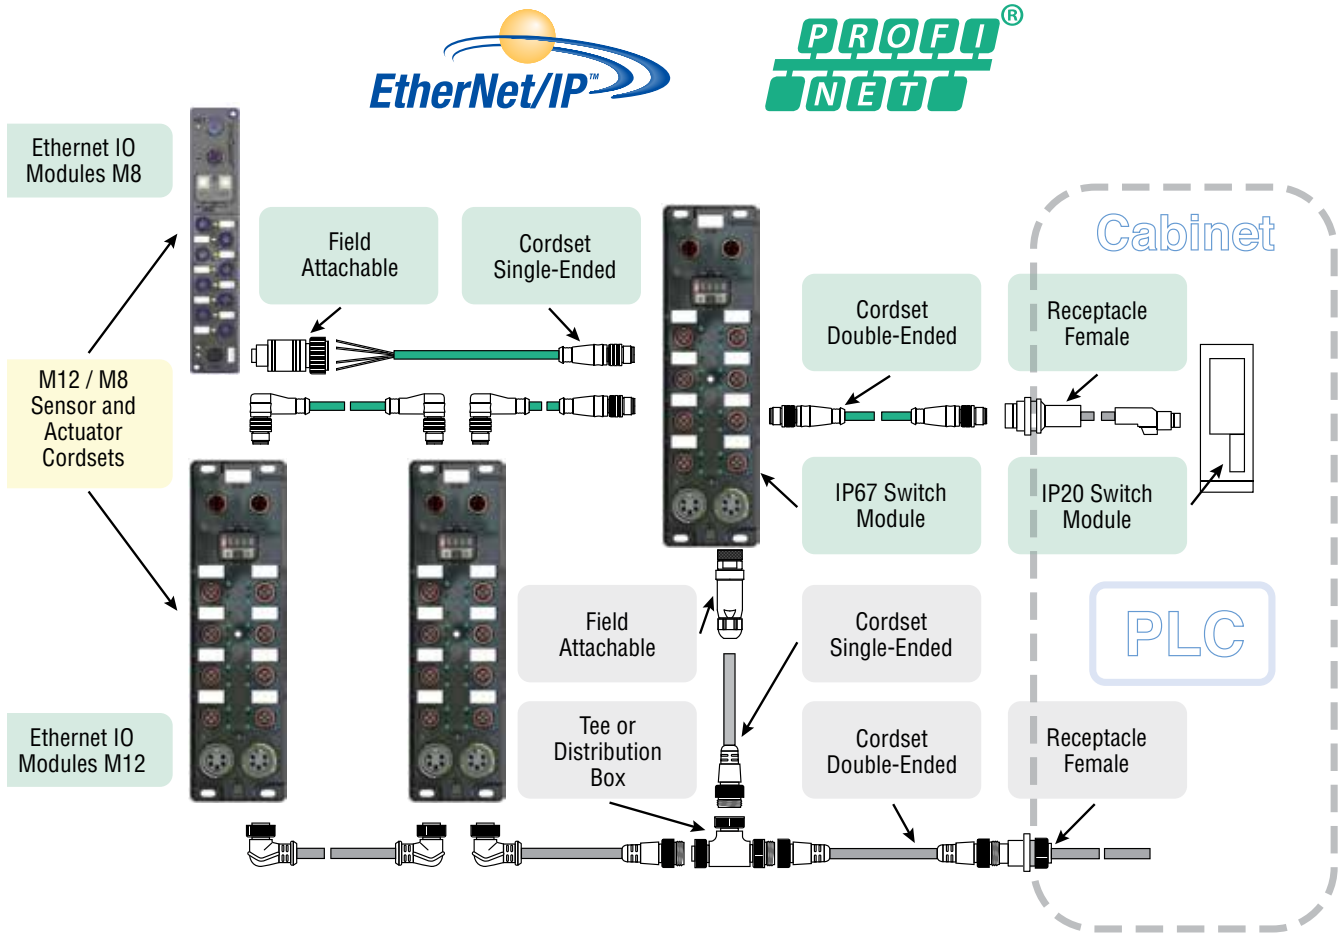 EtherNet/IP™
PROFI®
NET
Ethernet IO
Modules M8
Field
Attachable
Cordset
Single-Ended
Cabinet
Cordset
Double-Ended
Receptacle
Female
M12 / M8
Sensor and
Actuator
Cordsets
IP67 Switch
Module
IP20 Switch
Module
Field
Attachable
Cordset
Single-Ended
PLC
Ethernet IO
Modules M12
Tee or
Distribution
Box
Cordset
Double-Ended
Receptacle
Female